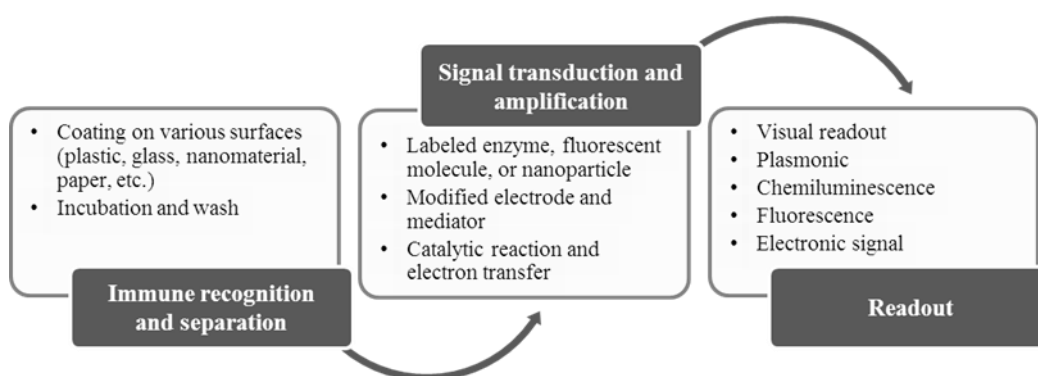 • Coating on various surfaces
(plastic, glass, nanomaterial,
paper, etc.)
• Incubation and wash
Immune recognition
and separation
Signal transduction and
amplification
• Labeled enzyme, fluorescent
molecule, or nanoparticle
• Modified electrode and
mediator
• Catalytic reaction and
electron transfer
• Visual readout
• Plasmonic
• Chemiluminescence
• Fluorescence
• Electronic signal
Readout